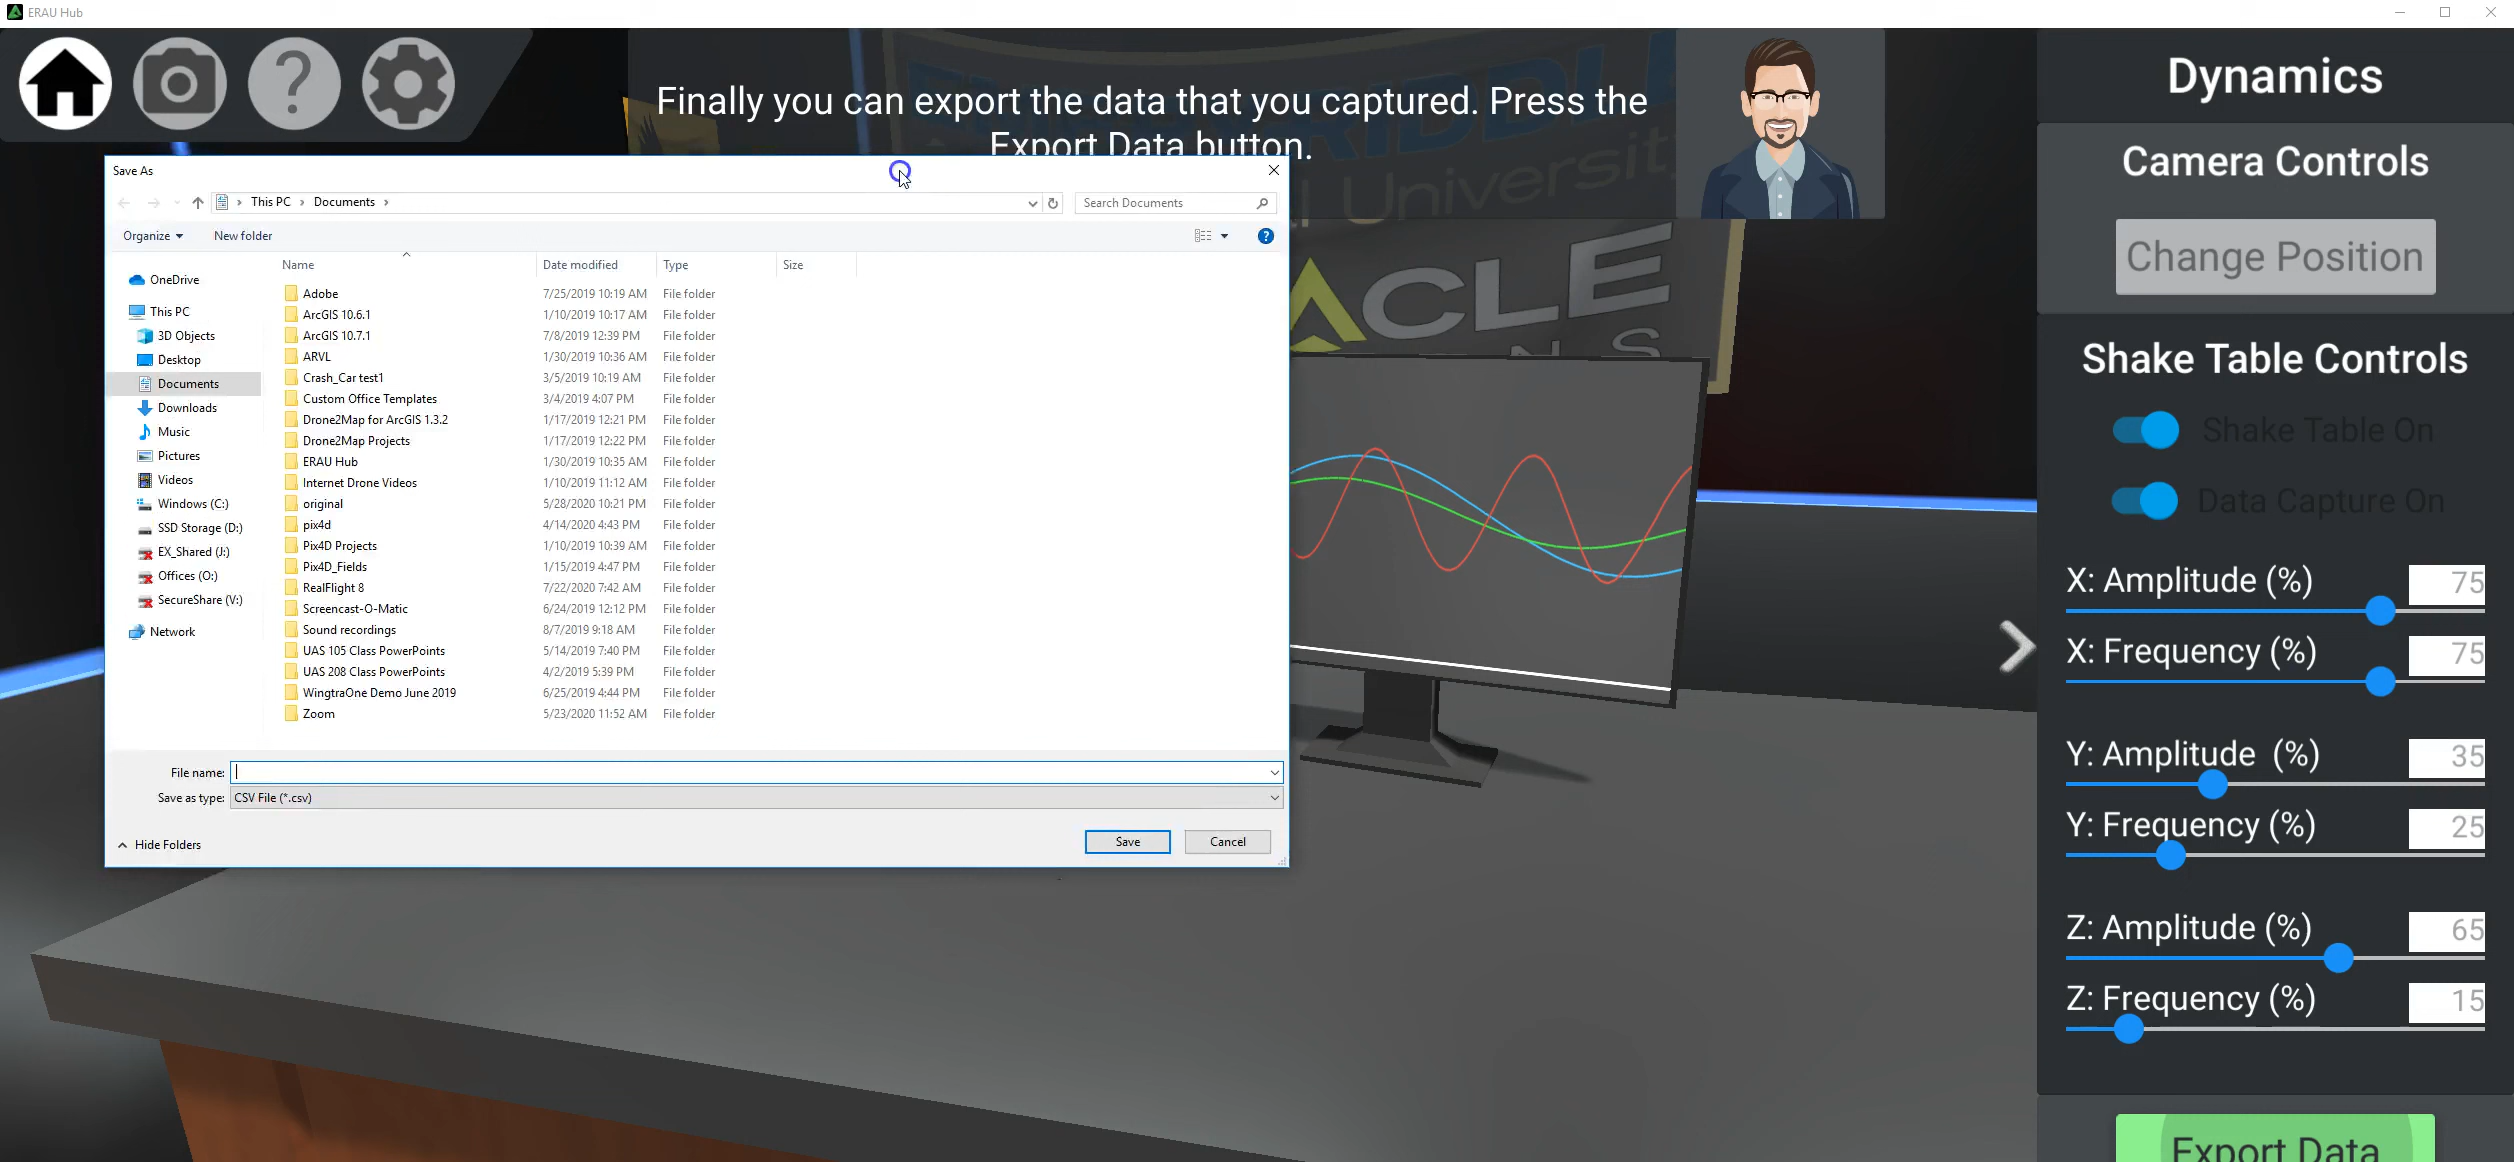 ERAU Hub
Finally you can export the data that you captured. Press the
Export Data button.
Dynamics
Camera Controls
Change Position
Shake Table Controls
Shake Table On
Data Capture On
X: Amplitude (%) 75
X: Frequency (%) 75
Y: Amplitude (%) 35
Y: Frequency (%) 25
Z: Amplitude (%) 65
Z: Frequency (%) 15
Export Data
Save As
This PC > Documents >
Search Documents
Organize
New folder
Name Date modified Type Size
OneDrive
This PC
3D Objects
Desktop
Documents
Downloads
Music
Pictures
Videos
Windows (C:)
SSD Storage (D:)
EX_Shared (J:)
Offices (O:)
SecureShare (V:)
Network
Adobe 7/25/2019 10:19 AM File folder
ArcGIS 10.6.1 1/10/2019 10:17 AM File folder
ArcGIS 10.7.1 7/8/2019 12:39 PM File folder
ARVL 1/30/2019 10:36 AM File folder
Crash_Car test1 3/5/2019 10:19 AM File folder
Custom Office Templates 3/4/2019 4:07 PM File folder
Drone2Map for ArcGIS 1.3.2 1/17/2019 12:21 PM File folder
Drone2Map Projects 1/17/2019 12:22 PM File folder
ERAU Hub 1/30/2019 10:35 AM File folder
Internet Drone Videos 1/10/2019 11:12 AM File folder
original 5/28/2020 10:21 PM File folder
pix4d 4/14/2020 4:43 PM File folder
Pix4D Projects 1/10/2019 10:39 AM File folder
Pix4D_Fields 1/15/2019 4:47 PM File folder
RealFlight 8 7/22/2020 7:42 AM File folder
Screencast-O-Matic 6/24/2019 12:12 PM File folder
Sound recordings 8/7/2019 9:18 AM File folder
UAS 105 Class PowerPoints 5/14/2019 7:40 PM File folder
UAS 208 Class PowerPoints 4/2/2019 5:39 PM File folder
WingtraOne Demo June 2019 6/25/2019 4:44 PM File folder
Zoom 5/23/2020 11:52 AM File folder
File name:
Save as type: CSV File (*.csv)
Hide Folders
Save
Cancel
University
ACLE